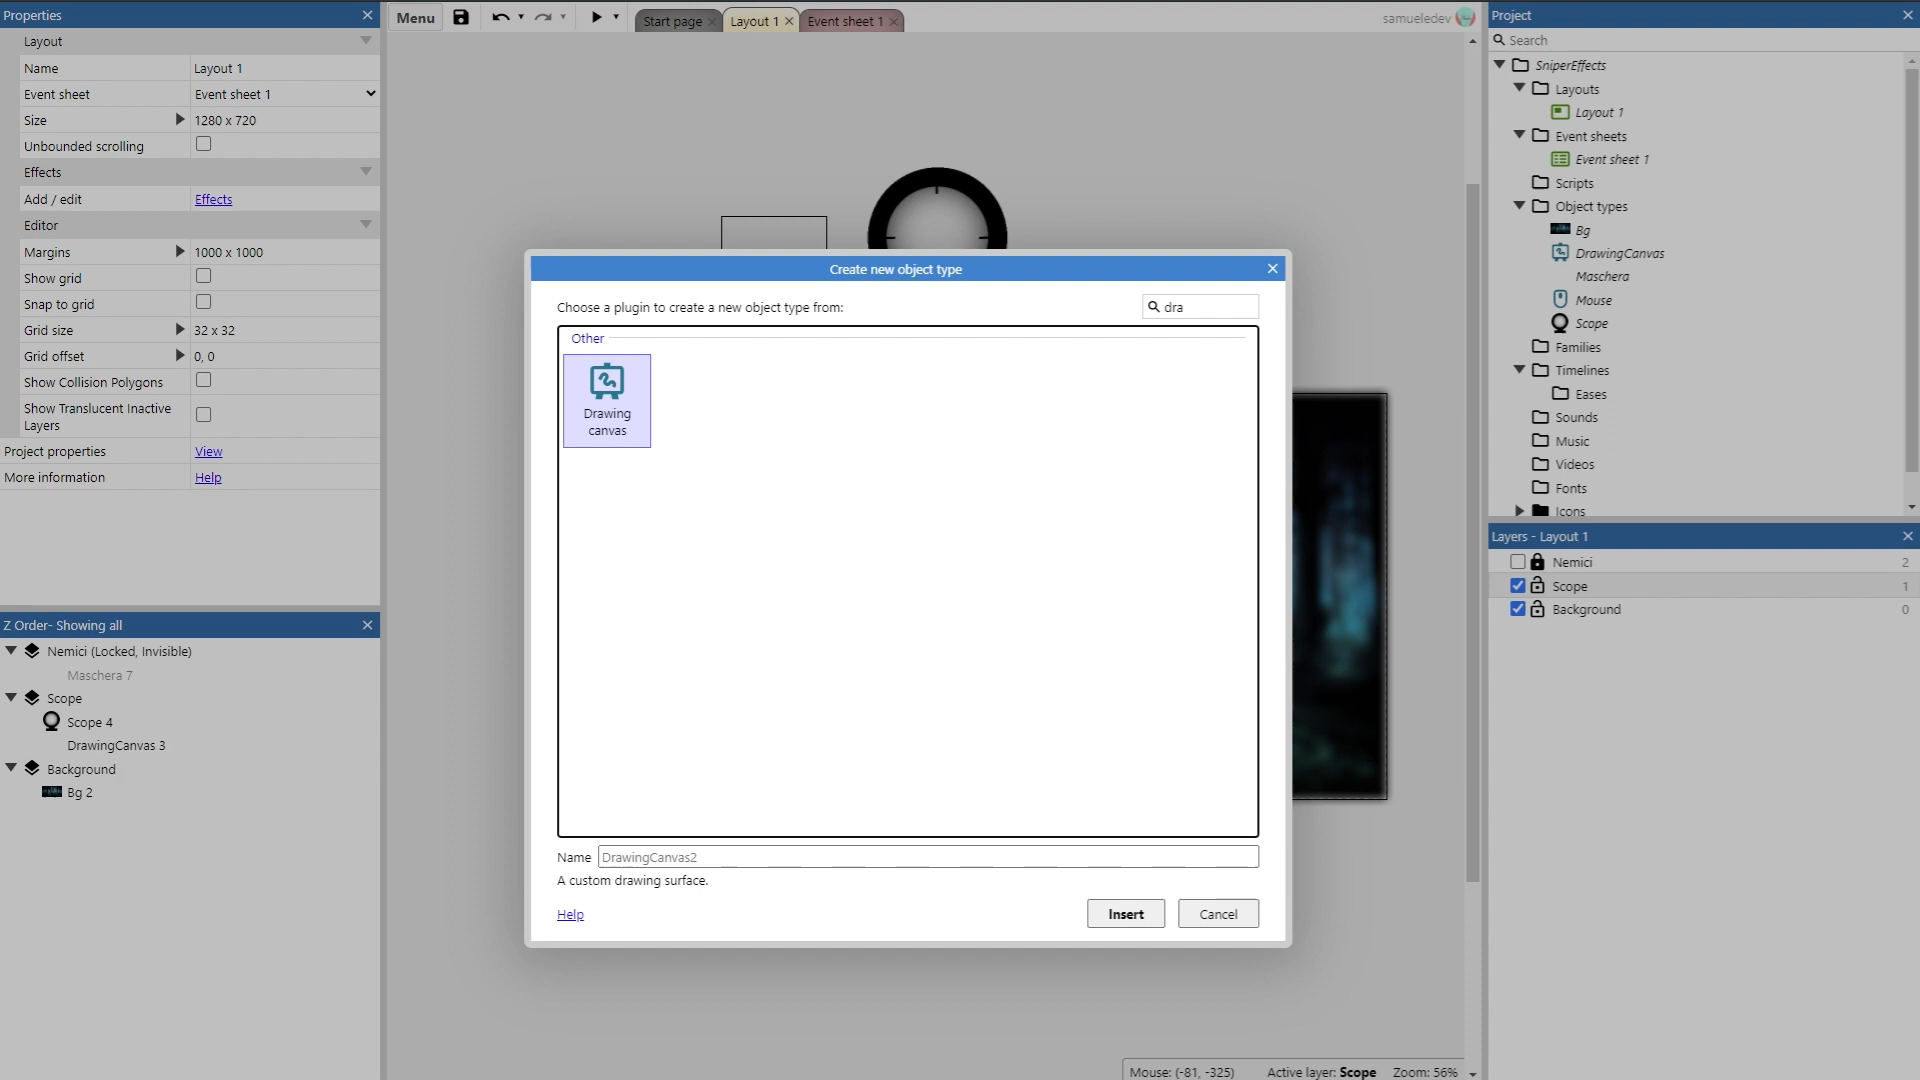 Properties
Layout
Name Layout 1
Event sheet Event sheet 1
Size 1280 x 720
Unbounded scrolling
Effects
Add / edit Effects
Editor
Margins 1000 x 1000
Show grid
Snap to grid
Grid size 32 x 32
Grid offset 0, 0
Show Collision Polygons
Show Translucent Inactive
Layers
Project properties View
More information Help
Z Order- Showing all
Nemici (Locked, Invisible)
Maschera 7
Scope
Scope 4
DrawingCanvas 3
Background
Bg 2
Menu
Start page
Layout 1
Event sheet 1
samueledev
Create new object type
Choose a plugin to create a new object type from:
dra
Other
Drawing
canvas
Name DrawingCanvas2
A custom drawing surface.
Help
Insert
Cancel
Mouse: (-81, -325) Active layer: Scope Zoom: 56%
Project
Search
SniperEffects
Layouts
Layout 1
Event sheets
Event sheet 1
Scripts
Object types
Bg
DrawingCanvas
Maschera
Mouse
Scope
Families
Timelines
Eases
Sounds
Music
Videos
Fonts
Icons
Layers - Layout 1
Nemici 2
Scope 1
Background 0